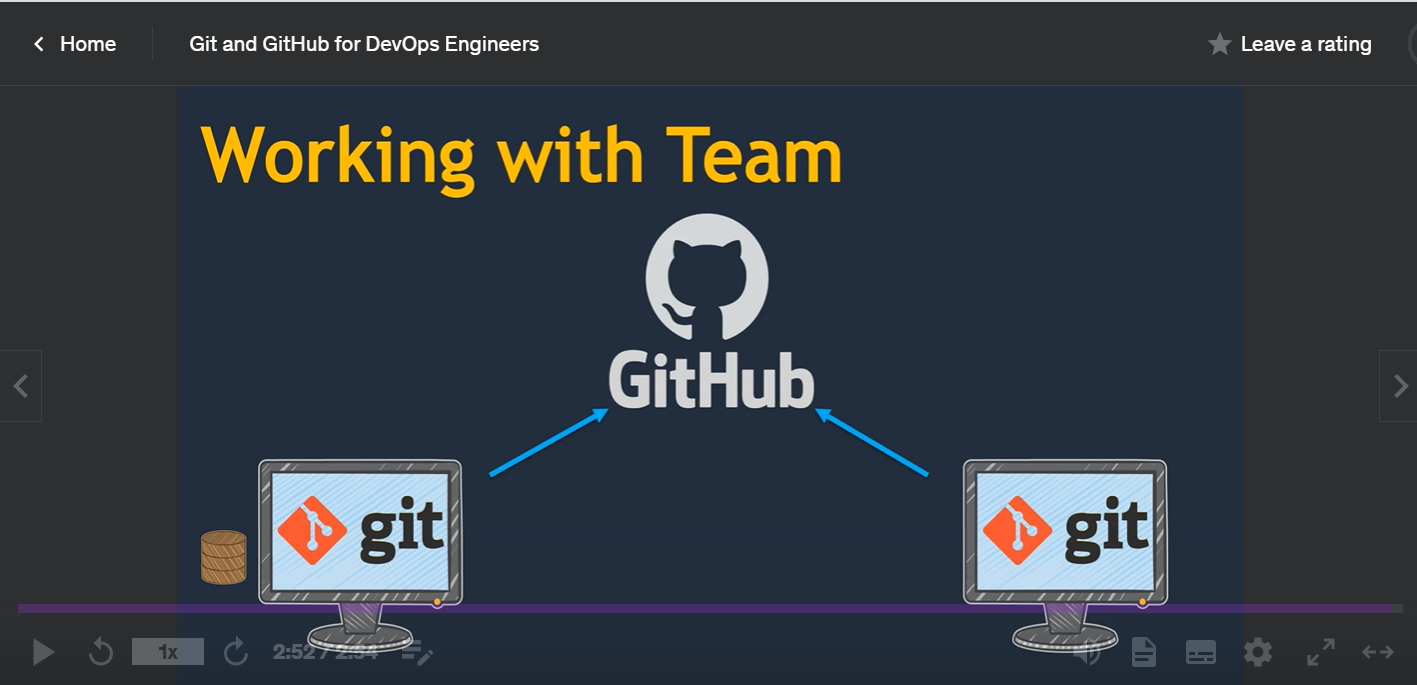 Home
Git and GitHub for DevOps Engineers
Leave a rating
Working with Team
GitHub
git
git
1x
2:52 / 2:54